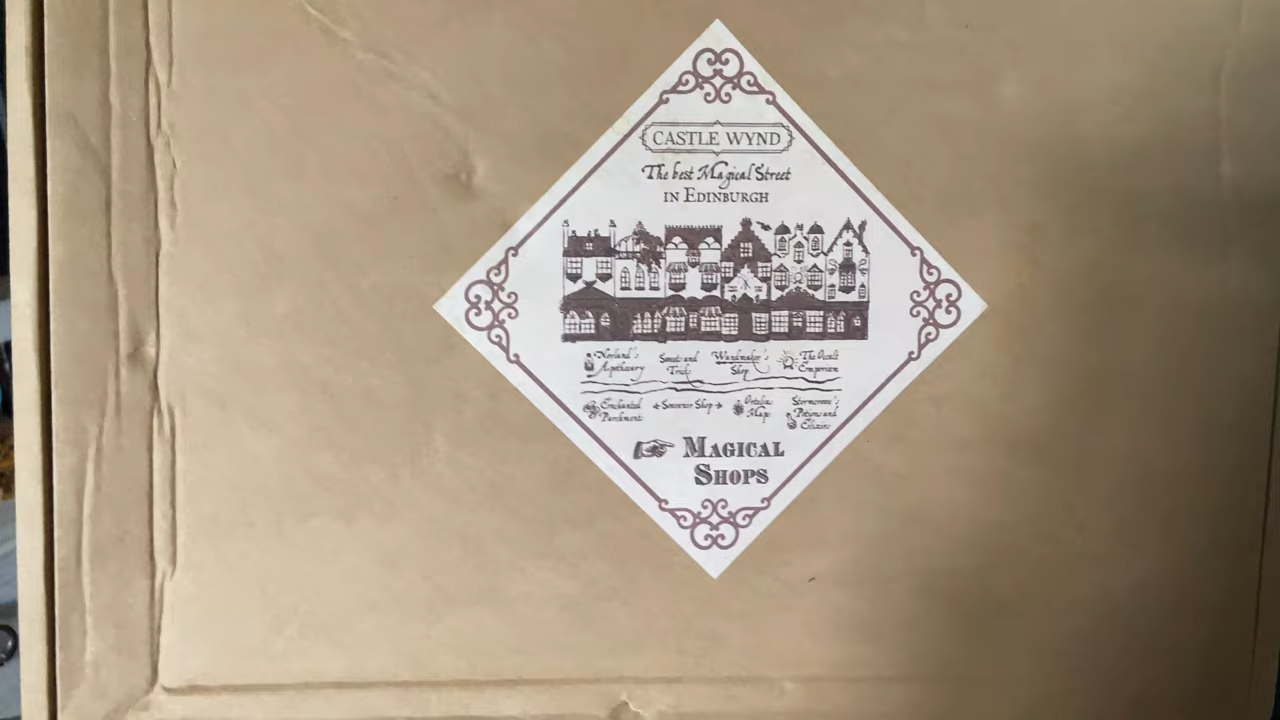 CASTLE WYND
The best Magical Street
IN EDINBURGH
Norland's Apothecary
Sweets and Tricks
Wandmaker's Shop
The Occult Emporium
Enchanted Parchment
Souvenir Shop
Ortelius Maps
Potions and Elixirs
MAGICAL
SHOPS